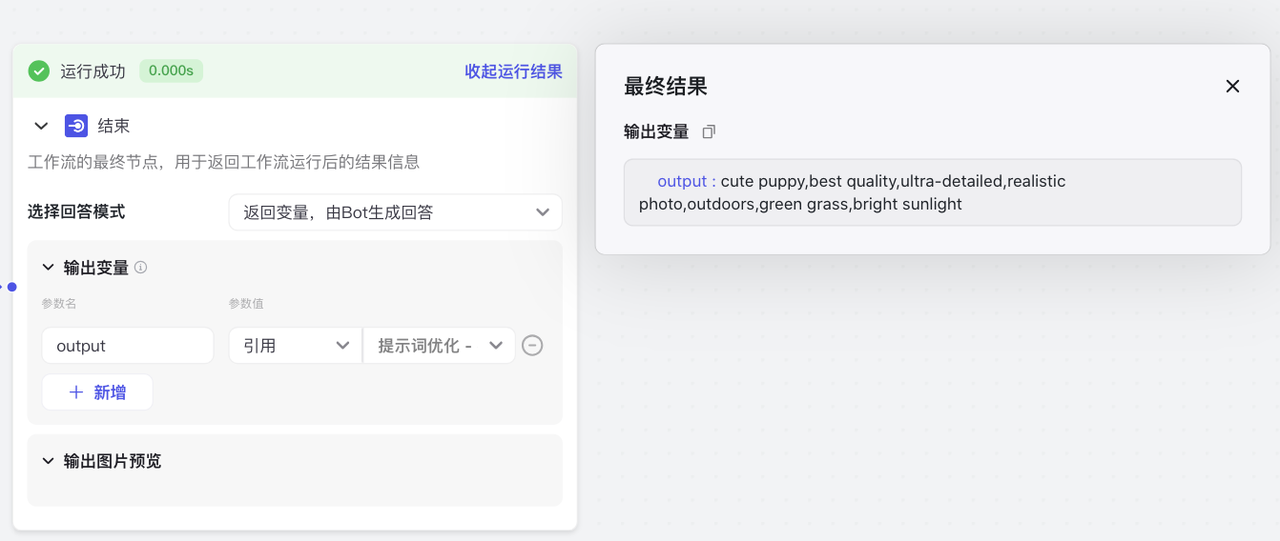 运行成功 0.000s 收起运行结果
结束
工作流的最终节点，用于返回工作流运行后的结果信息
选择回答模式 返回变量，由Bot生成回答
输出变量
参数名 参数值
output 引用 提示词优化 -
新增
输出图片预览
最终结果
输出变量
output : cute puppy,best quality,ultra-detailed,realistic
photo,outdoors,green grass,bright sunlight